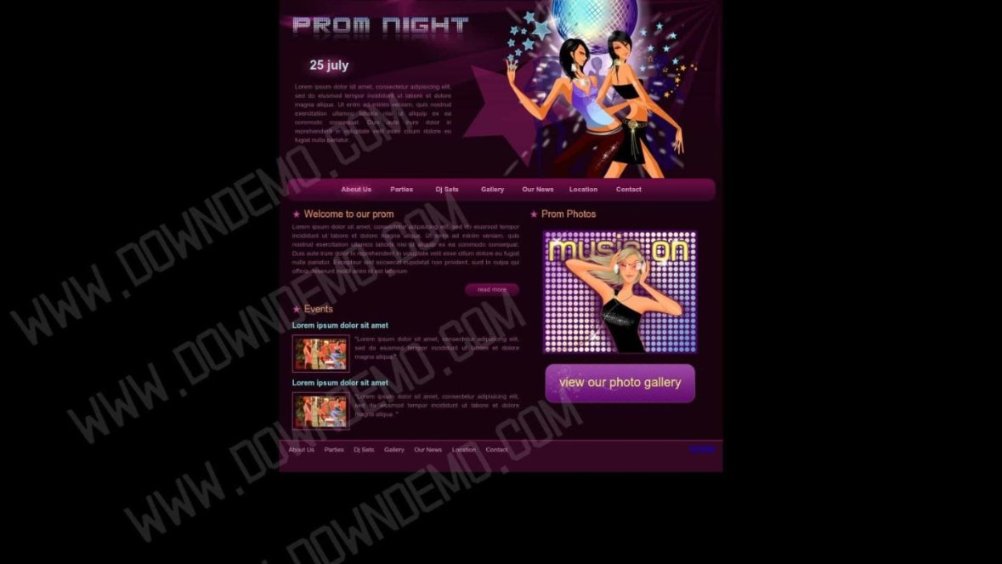 PROM NIGHT
25 july
Lorem ipsum dolor sit amet, consectetur adipisicing elit,
sed do eiusmod tempor incididunt ut labore et dolore
magna aliqua. Ut enim ad minim veniam, quis nostrud
exercitation ullamco laboris nisi ut aliquip ex ea
commodo consequat. Duis aute irure dolor in
reprehenderit in voluptate velit esse cillum dolore eu
fugiat nulla pariatur.
About Us Parties Dj Sets Gallery Our News Location Contact
Welcome to our prom
Lorem ipsum dolor sit amet, consectetur adipisicing elit, sed do eiusmod tempor
incididunt ut labore et dolore magna aliqua. Ut enim ad minim veniam, quis
nostrud exercitation ullamco laboris nisi ut aliquip ex ea commodo consequat.
Duis aute irure dolor in reprehenderit in voluptate velit esse cillum dolore eu fugiat
nulla pariatur. Excepteur sint occaecat cupidatat non proident, sunt in culpa qui
officia deserunt mollit anim id est laborum
read more
Events
Lorem ipsum dolor sit amet
"Lorem ipsum dolor sit amet, consectetur adipisicing elit,
sed do eiusmod tempor incididunt ut labore et dolore
magna aliqua."
Lorem ipsum dolor sit amet
"Lorem ipsum dolor sit amet, consectetur adipisicing elit,
sed do eiusmod tempor incididunt ut labore et dolore
magna aliqua. "
Prom Photos
music on
view our photo gallery
About Us Parties Dj Sets Gallery Our News Location Contact
WWW.DOWNDEMO.COM
WWW.DOWNDEMO.COM
WWW.DOWNDEMO.COM
WWW.DOWNDEMO.COM